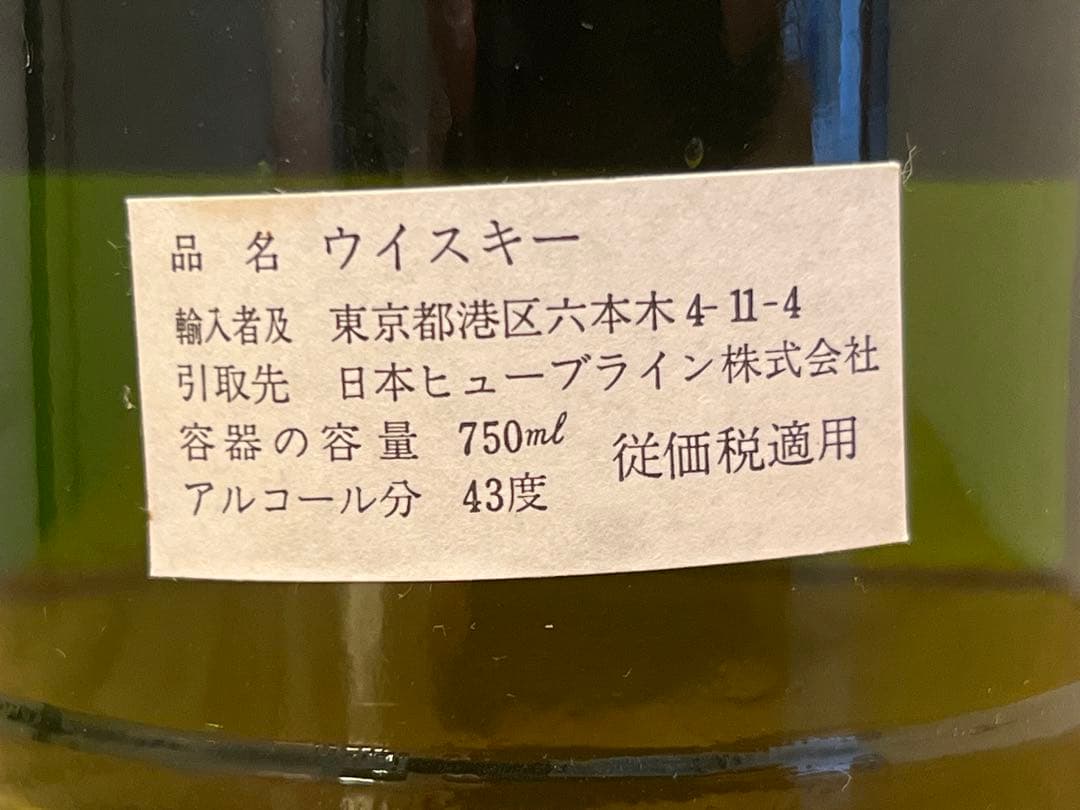 品名 ウイスキー
輸入者及 東京都港区六本木4-11-4
引取先 日本ヒューブライン株式会社
容器の容量 750ml 従価税適用
アルコール分 43度